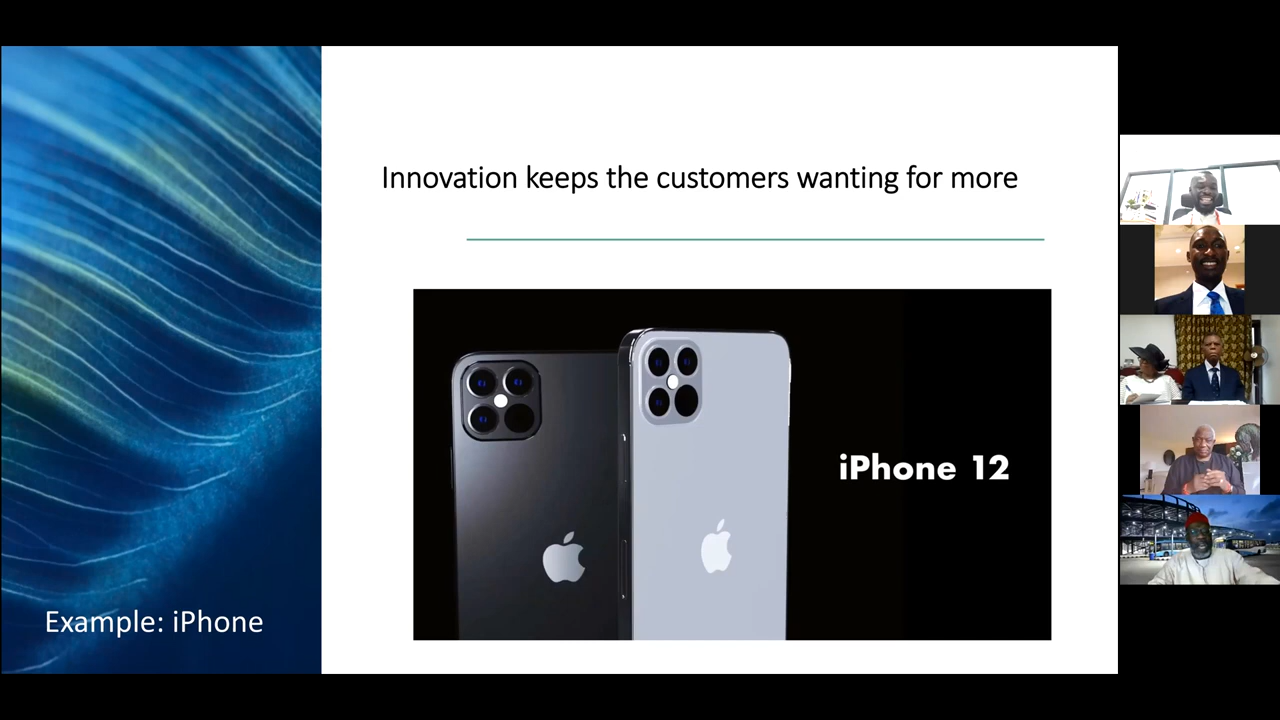 Innovation keeps the customers wanting for more
iPhone 12
Example: iPhone